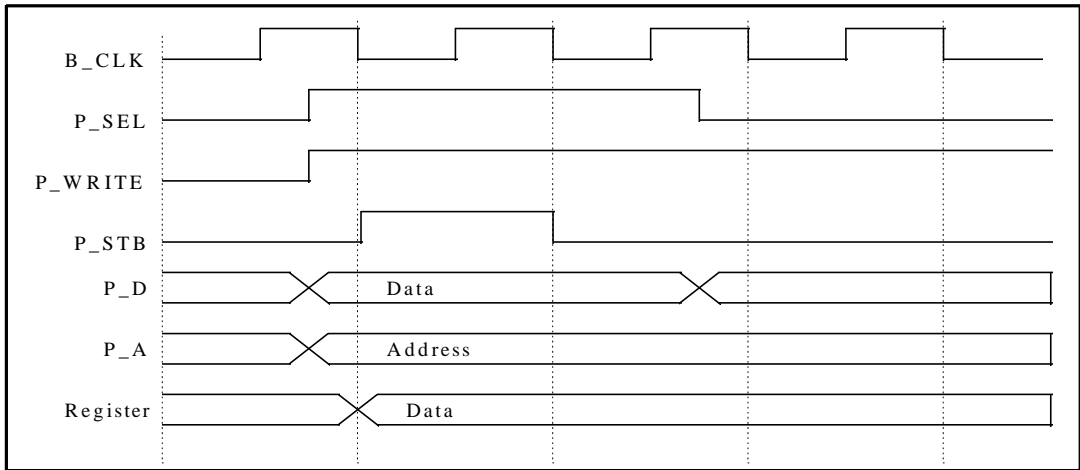 B_CLK
P_SEL
P_WRITE
P_STB
P_D Data
P_A Address
Register Data